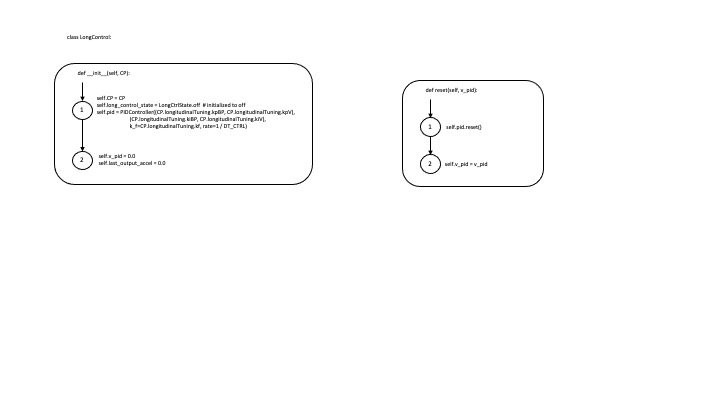 class LongControl:
def __init__(self, CP):
1
self.CP = CP
self.long_control_state = LongCtrlState.off  # initialized to off
self.pid = PIDController((CP.longitudinalTuning.kpBP, CP.longitudinalTuning.kpV),
(CP.longitudinalTuning.kiBP, CP.longitudinalTuning.kiV),
k_f=CP.longitudinalTuning.kf, rate=1 / DT_CTRL)
2
self.v_pid = 0.0
self.last_output_accel = 0.0
def reset(self, v_pid):
1
self.pid.reset()
2
self.v_pid = v_pid